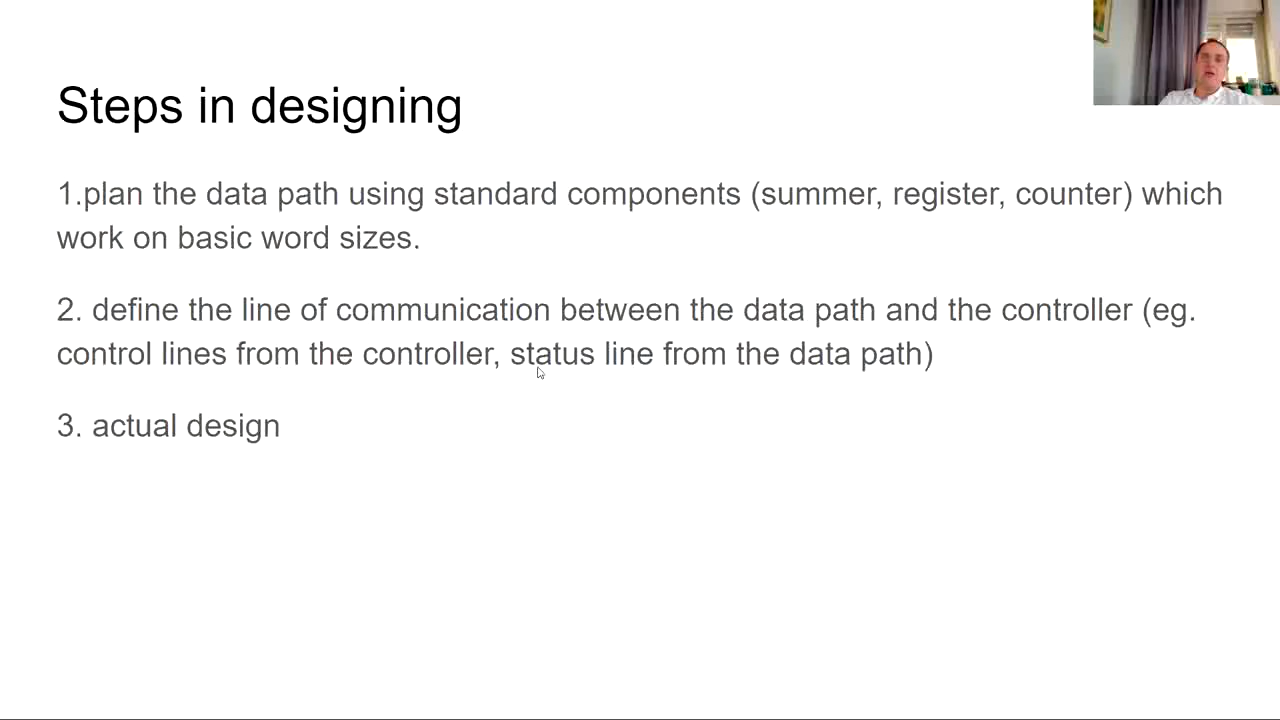 Steps in designing
1.plan the data path using standard components (summer, register, counter) which
work on basic word sizes.
2. define the line of communication between the data path and the controller (eg.
control lines from the controller, status line from the data path)
3. actual design